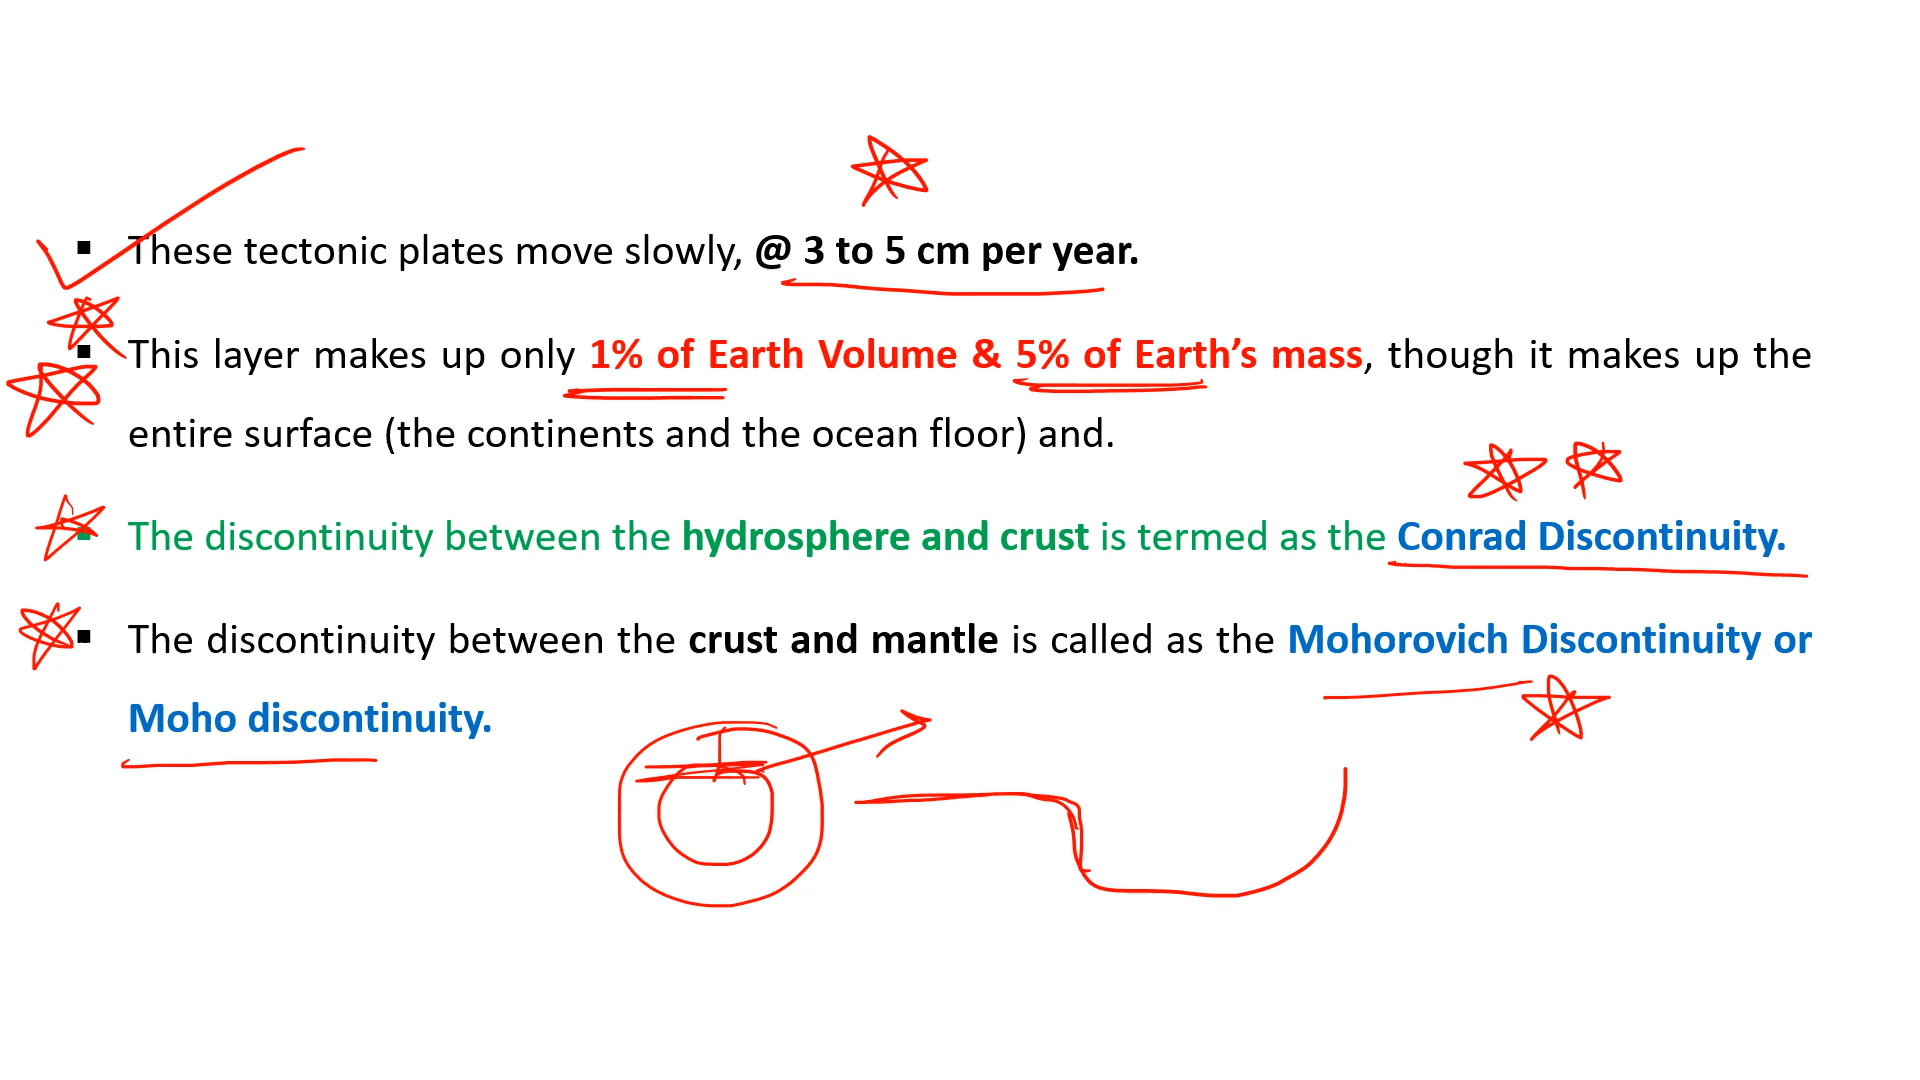 ▪ These tectonic plates move slowly, @ 3 to 5 cm per year.
▪ This layer makes up only 1% of Earth Volume & 5% of Earth’s mass, though it makes up the
entire surface (the continents and the ocean floor) and.
▪ The discontinuity between the hydrosphere and crust is termed as the Conrad Discontinuity.
▪ The discontinuity between the crust and mantle is called as the Mohorovich Discontinuity or
Moho discontinuity.